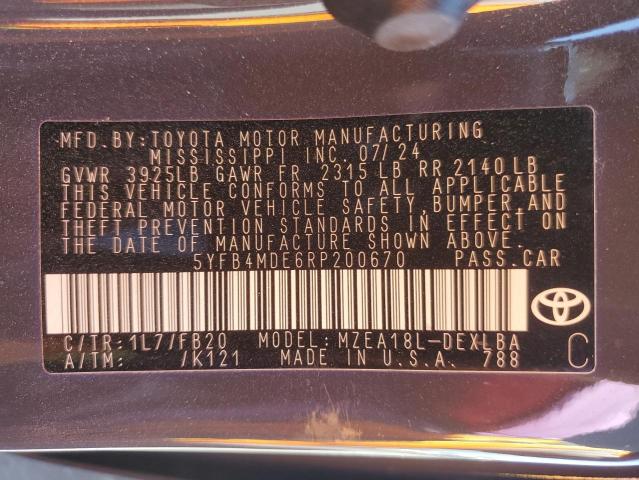 MFD. BY: TOYOTA MOTOR MANUFACTURING
MISSISSIPPI INC. 07/24
GVWR 3925LB GAWR FR 2315 LB RR 2140 LB
THIS VEHICLE CONFORMS TO ALL APPLICABLE
FEDERAL MOTOR VEHICLE SAFETY, BUMPER, AND
THEFT PREVENTION STANDARDS IN EFFECT ON
THE DATE OF MANUFACTURE SHOWN ABOVE.
5YFB4MDE6RP200670 PASS. CAR
C/TR: 1L7/FB20 MODEL: MZEA18L-DEXLBA
A/TM: /K121 MADE IN U.S.A. 788
C